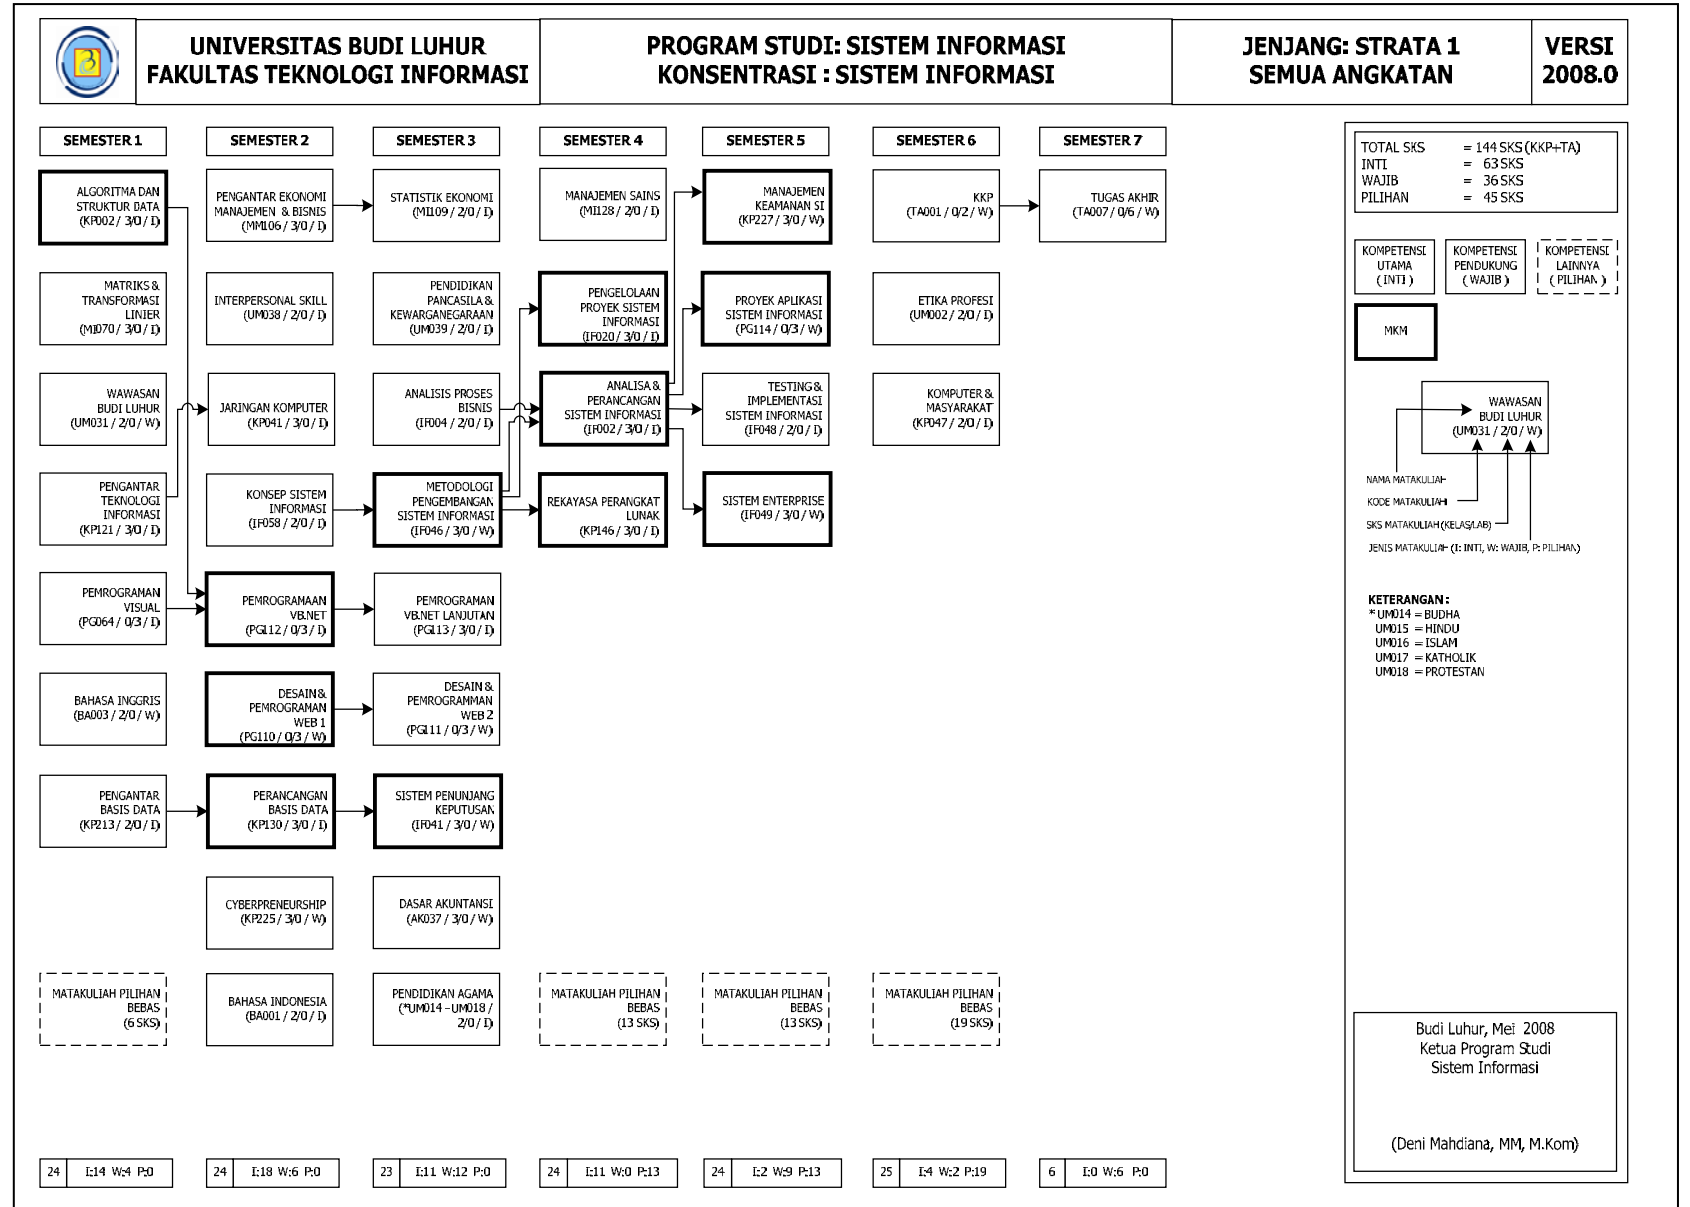 UNIVERSITAS BUDI LUHUR
FAKULTAS TEKNOLOGI INFORMASI
PROGRAM STUDI: SISTEM INFORMASI
KONSENTRASI : SISTEM INFORMASI
JENJANG: STRATA 1
SEMUA ANGKATAN
VERSI
2008.0
SEMESTER 1
ALGORITMA DAN
STRUKTUR DATA
(KP002 / 3/0 / I)
MATRIKS &
TRANSFORMASI
LINIER
(MI070 / 3/0 / I)
WAWASAN
BUDI LUHUR
(UM031 / 2/0 / W)
PENGANTAR
TEKNOLOGI
INFORMASI
(KP121 / 3/0 / I)
PEMROGRAMAN
VISUAL
(PG064 / 0/3 / I)
BAHASA INGGRIS
(BA003 / 2/0 / W)
PENGANTAR
BASIS DATA
(KP213 / 2/0 / I)
MATAKULIAH PILIHAN
BEBAS
(6 SKS)
24 I:14 W:4 P:0
SEMESTER 2
PENGANTAR EKONOMI
MANAJEMEN & BISNIS
(MM106 / 3/0 / I)
INTERPERSONAL SKILL
(UM038 / 2/0 / I)
JARINGAN KOMPUTER
(KP041 / 3/0 / I)
KONSEP SISTEM
INFORMASI
(IF058 / 2/0 / I)
PEMROGRAMAAN
VB.NET
(PG112 / 0/3 / I)
DESAIN &
PEMROGRAMAN
WEB 1
(PG110 / 0/3 / W)
PERANCANGAN
BASIS DATA
(KP130 / 3/0 / I)
CYBERPRENEURSHIP
(KP225 / 3/0 / W)
BAHASA INDONESIA
(BA001 / 2/0 / I)
24 I:18 W:6 P:0
SEMESTER 3
STATISTIK EKONOMI
(MI109 / 2/0 / I)
PENDIDIKAN
PANCASILA &
KEWARGANEGARAAN
(UM039 / 2/0 / I)
ANALISIS PROSES
BISNIS
(IF004 / 2/0 / I)
METODOLOGI
PENGEMBANGAN
SISTEM INFORMASI
(IF046 / 3/0 / W)
PEMROGRAMAN
VB.NET LANJUTAN
(PG113 / 3/0 / I)
DESAIN &
PEMROGRAMMAN
WEB 2
(PG111 / 0/3 / W)
SISTEM PENUNJANG
KEPUTUSAN
(IF041 / 3/0 / W)
DASAR AKUNTANSI
(AK037 / 3/0 / W)
PENDIDIKAN AGAMA
(*UM014 - UM018 /
2/0 / I)
23 I:11 W:12 P:0
SEMESTER 4
MANAJEMEN SAINS
(MI128 / 2/0 / I)
PENGELOLAAN
PROYEK SISTEM
INFORMASI
(IF020 / 3/0 / I)
ANALISA &
PERANCANGAN
SISTEM INFORMASI
(IF002 / 3/0 / I)
REKAYASA PERANGKAT
LUNAK
(KP146 / 3/0 / I)
MATAKULIAH PILIHAN
BEBAS
(13 SKS)
24 I:11 W:0 P:13
SEMESTER 5
MANAJEMEN
KEAMANAN SI
(KP227 / 3/0 / W)
PROYEK APLIKASI
SISTEM INFORMASI
(PG114 / 0/3 / W)
TESTING &
IMPLEMENTASI
SISTEM INFORMASI
(IF048 / 2/0 / I)
SISTEM ENTERPRISE
(IF049 / 3/0 / W)
MATAKULIAH PILIHAN
BEBAS
(13 SKS)
24 I:2 W:9 P:13
SEMESTER 6
KKP
(TA001 / 0/2 / W)
ETIKA PROFESI
(UM002 / 2/0 / I)
KOMPUTER &
MASYARAKAT
(KP047 / 2/0 / I)
MATAKULIAH PILIHAN
BEBAS
(19 SKS)
25 I:4 W:2 P:19
SEMESTER 7
TUGAS AKHIR
(TA007 / 0/6 / W)
6 I:0 W:6 P:0
TOTAL SKS = 144 SKS (KKP+TA)
INTI = 63 SKS
WAJIB = 36 SKS
PILIHAN = 45 SKS
KOMPETENSI
UTAMA
( INTI )
KOMPETENSI
PENDUKUNG
( WAJIB )
KOMPETENSI
LAINNYA
( PILIHAN )
MKM
WAWASAN
BUDI LUHUR
(UM031 / 2/0 / W)
NAMA MATAKULIAH
KODE MATAKULIAH
SKS MATAKULIAH (KELAS/LAB)
JENIS MATAKULIAH (I: INTI, W: WAJIB, P: PILIHAN)
KETERANGAN :
* UM014 = BUDHA
UM015 = HINDU
UM016 = ISLAM
UM017 = KATHOLIK
UM018 = PROTESTAN
Budi Luhur, Mei 2008
Ketua Program Studi
Sistem Informasi
(Deni Mahdiana, MM, M.Kom)